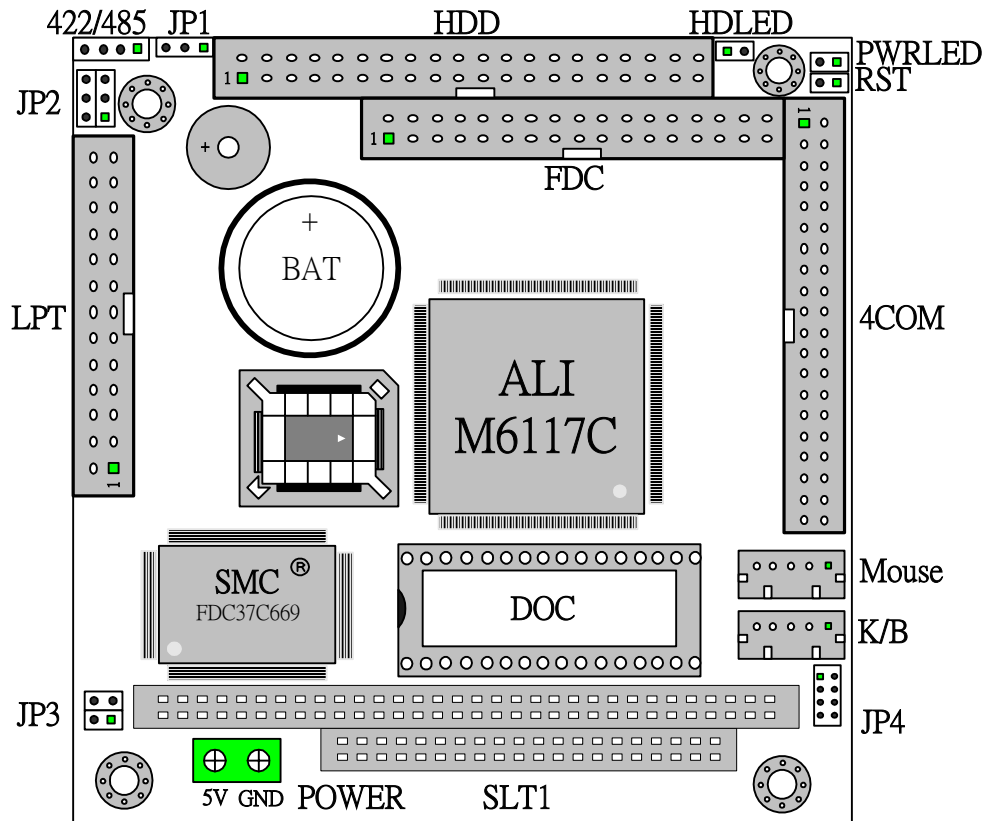 422/485 JP1 HDD HDLED
PWRLED
RST
JP2
1
1
1
+
FDC
+
BAT
LPT
4COM
ALI
M6117C
1
SMC ®
FDC37C669
DOC
Mouse
K/B
JP3
JP4
5V GND POWER SLT1